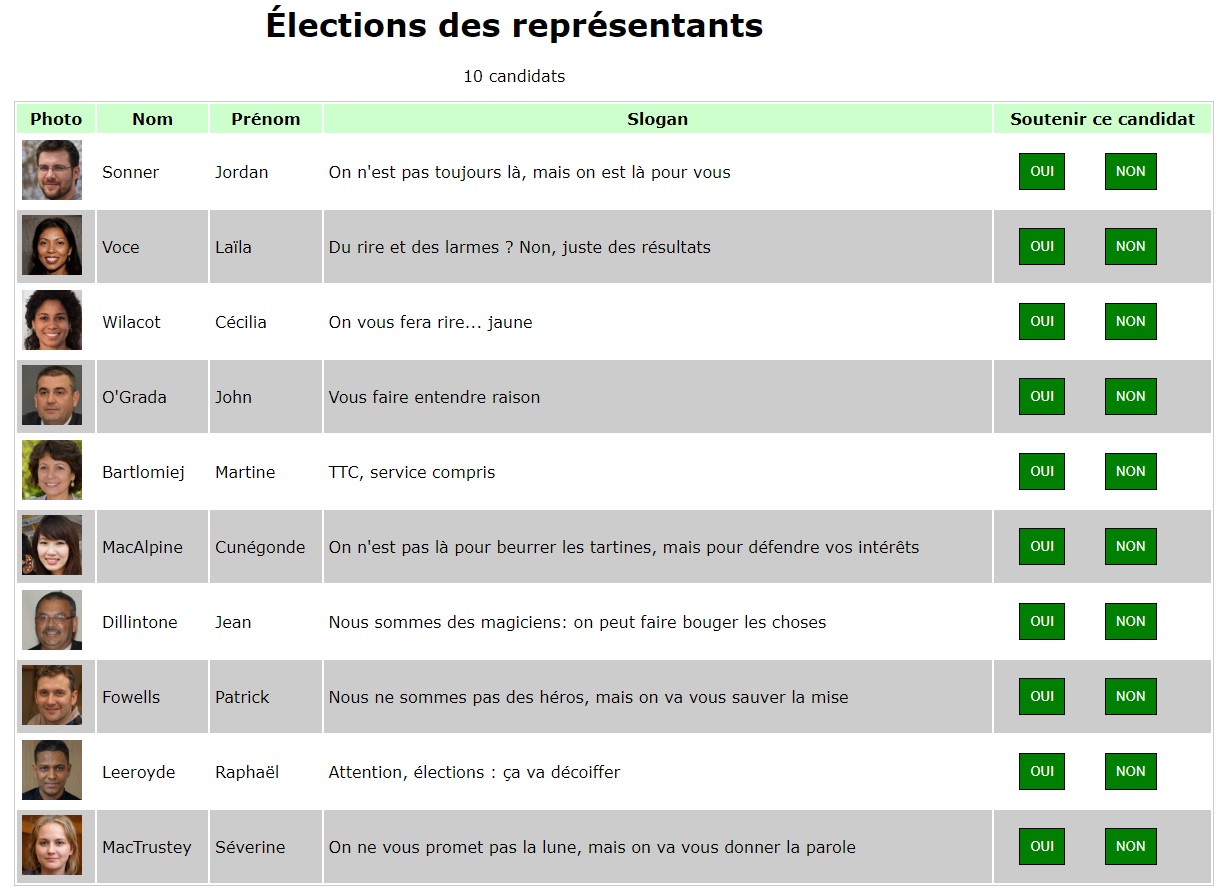 Élections des représentants
10 candidats
Photo Nom Prénom Slogan Soutenir ce candidat
Sonner Jordan On n'est pas toujours là, mais on est là pour vous OUI NON
Voce Laïla Du rire et des larmes ? Non, juste des résultats OUI NON
Wilacot Cécilia On vous fera rire... jaune OUI NON
O'Grada John Vous faire entendre raison OUI NON
Bartlomiej Martine TTC, service compris OUI NON
MacAlpine Cunégonde On n'est pas là pour beurrer les tartines, mais pour défendre vos intérêts OUI NON
Dillintone Jean Nous sommes des magiciens: on peut faire bouger les choses OUI NON
Fowells Patrick Nous ne sommes pas des héros, mais on va vous sauver la mise OUI NON
Leeroyde Raphaël Attention, élections : ça va décoiffer OUI NON
MacTrustey Séverine On ne vous promet pas la lune, mais on va vous donner la parole OUI NON